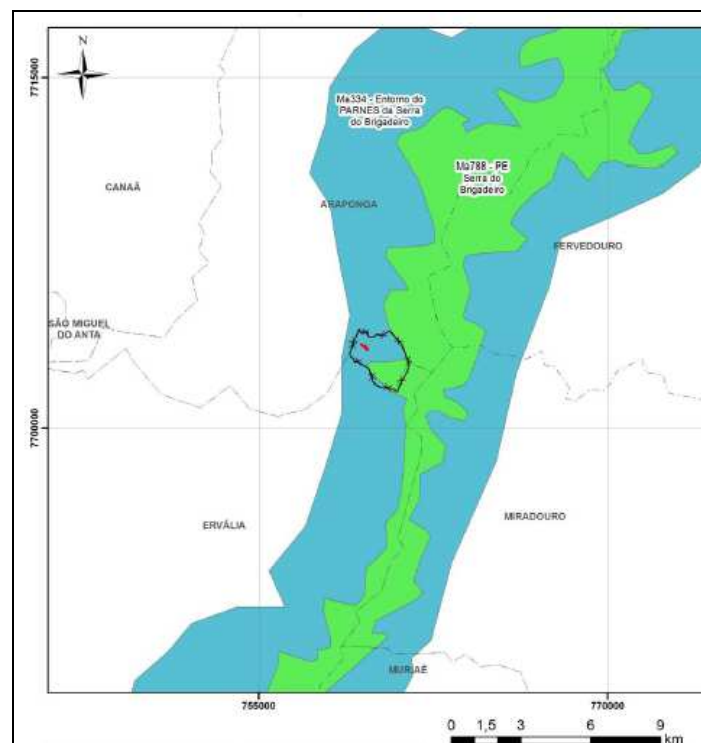 N
7715000
Ma334 - Entorno do
PARNES da Serra
do Brigadeiro
Ma788 - PE
Serra do
Brigadeiro
CANAÃ
ARAPONGA
FERVEDOURO
SÃO MIGUEL
DO ANTA
7700000
ERVÁLIA
MIRADOURO
MURIAÉ
755000
770000
0 1,5 3 6 9
km